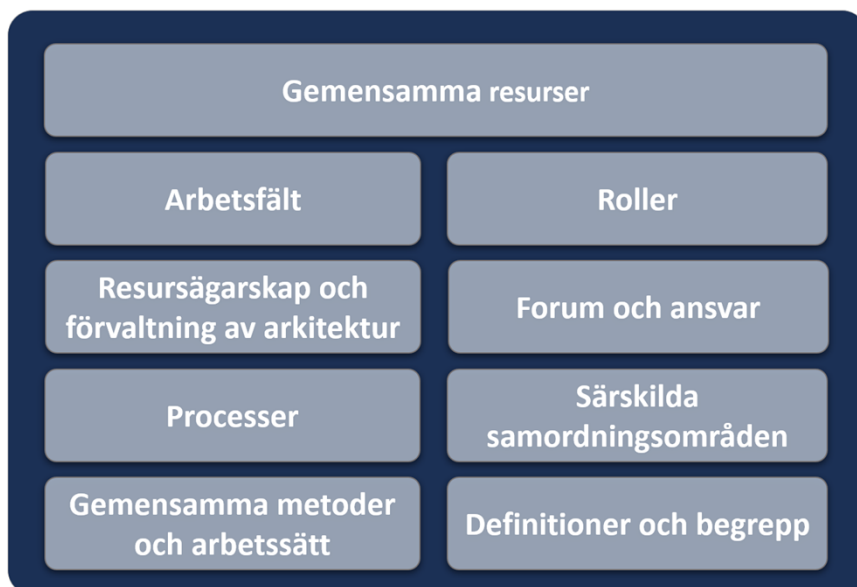 Gemensamma resurser
Arbetsfält
Roller
Resursägarskap och
förvaltning av arkitektur
Forum och ansvar
Processer
Särskilda
samordningsområden
Gemensamma metoder
och arbetssätt
Definitioner och begrepp